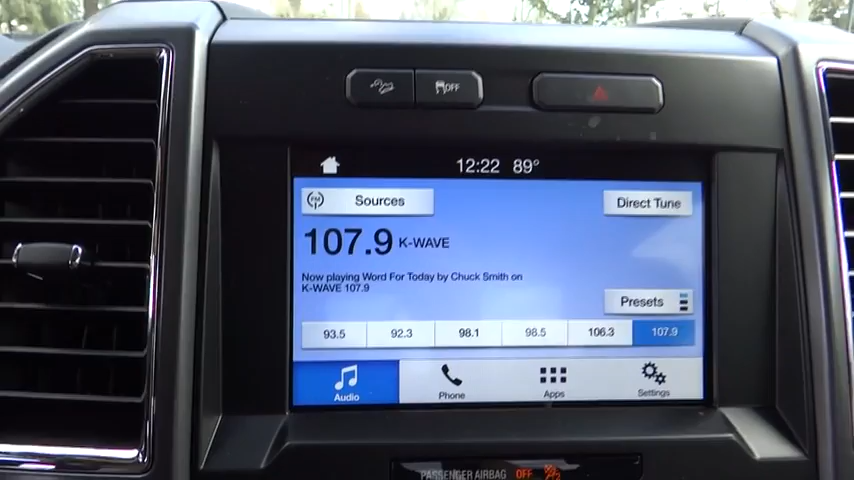 OFF
12:22 89°
FM Sources
Direct Tune
107.9 K-WAVE
Now playing Word For Today by Chuck Smith on
K-WAVE 107.9
Presets
93.5 92.3 98.1 98.5 106.3 107.9
Audio Phone Apps Settings
PASSENGER AIRBAG OFF